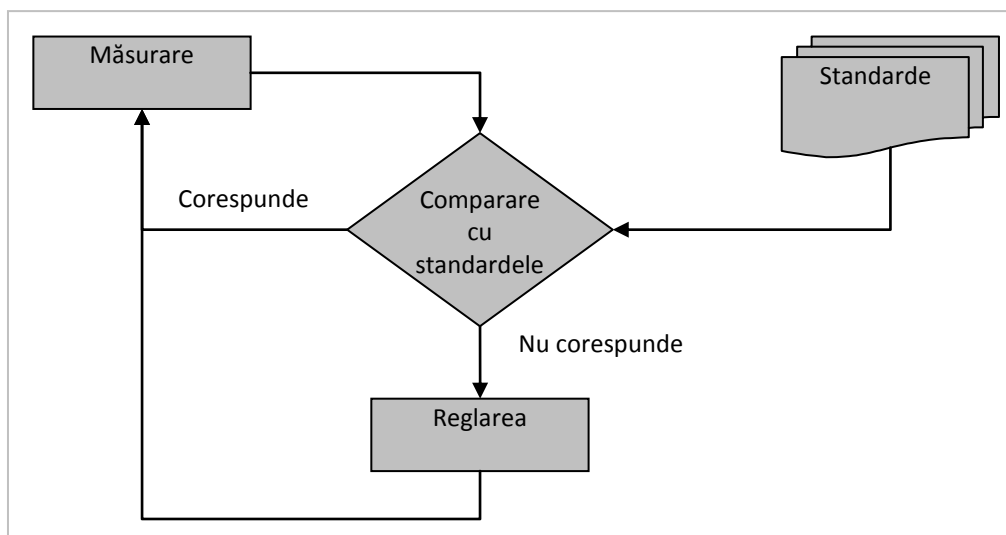 Măsurare
Standarde
Corespunde
Comparare
cu
standardele
Nu corespunde
Reglarea